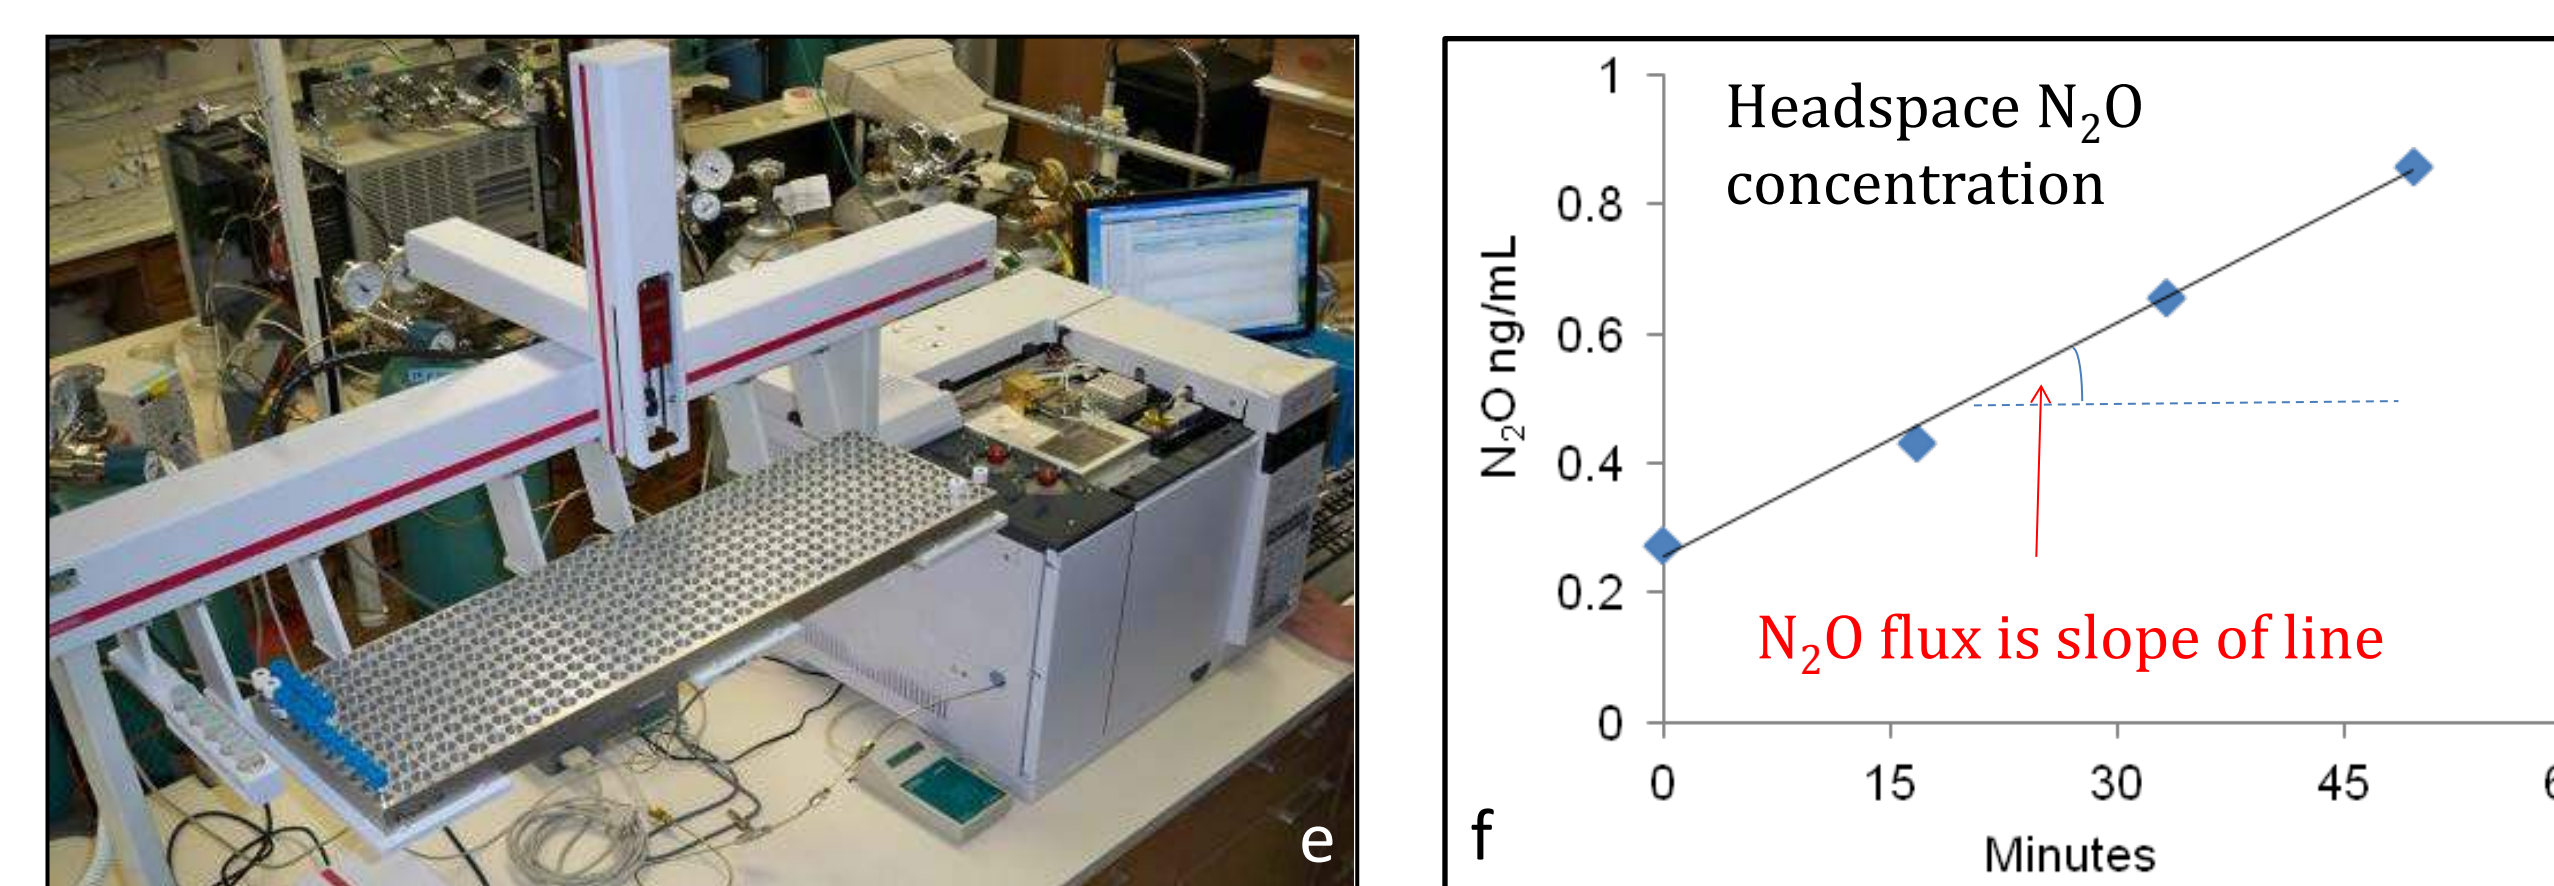 e
1
0.8
0.6
0.4
0.2
0
N₂O ng/mL
Headspace N₂O
concentration
N₂O flux is slope of line
0 15 30 45
Minutes
f